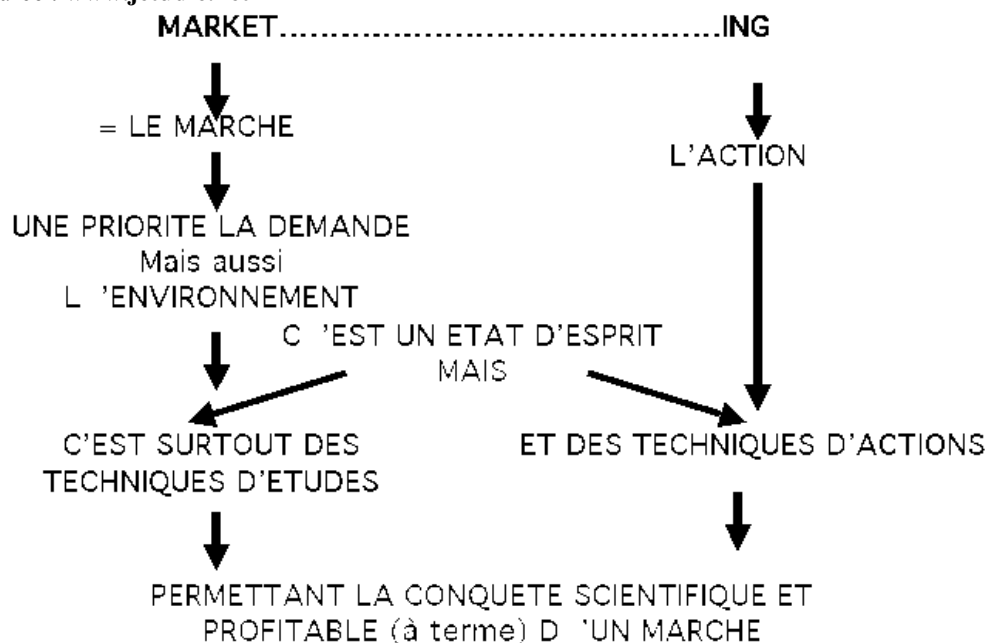 MARKET.......................................ING
= LE MARCHE
L'ACTION
UNE PRIORITE LA DEMANDE
Mais aussi
L 'ENVIRONNEMENT
C 'EST UN ETAT D'ESPRIT
MAIS
C'EST SURTOUT DES
TECHNIQUES D'ETUDES
ET DES TECHNIQUES D'ACTIONS
PERMETTANT LA CONQUETE SCIENTIFIQUE ET
PROFITABLE (à terme) D 'UN MARCHE